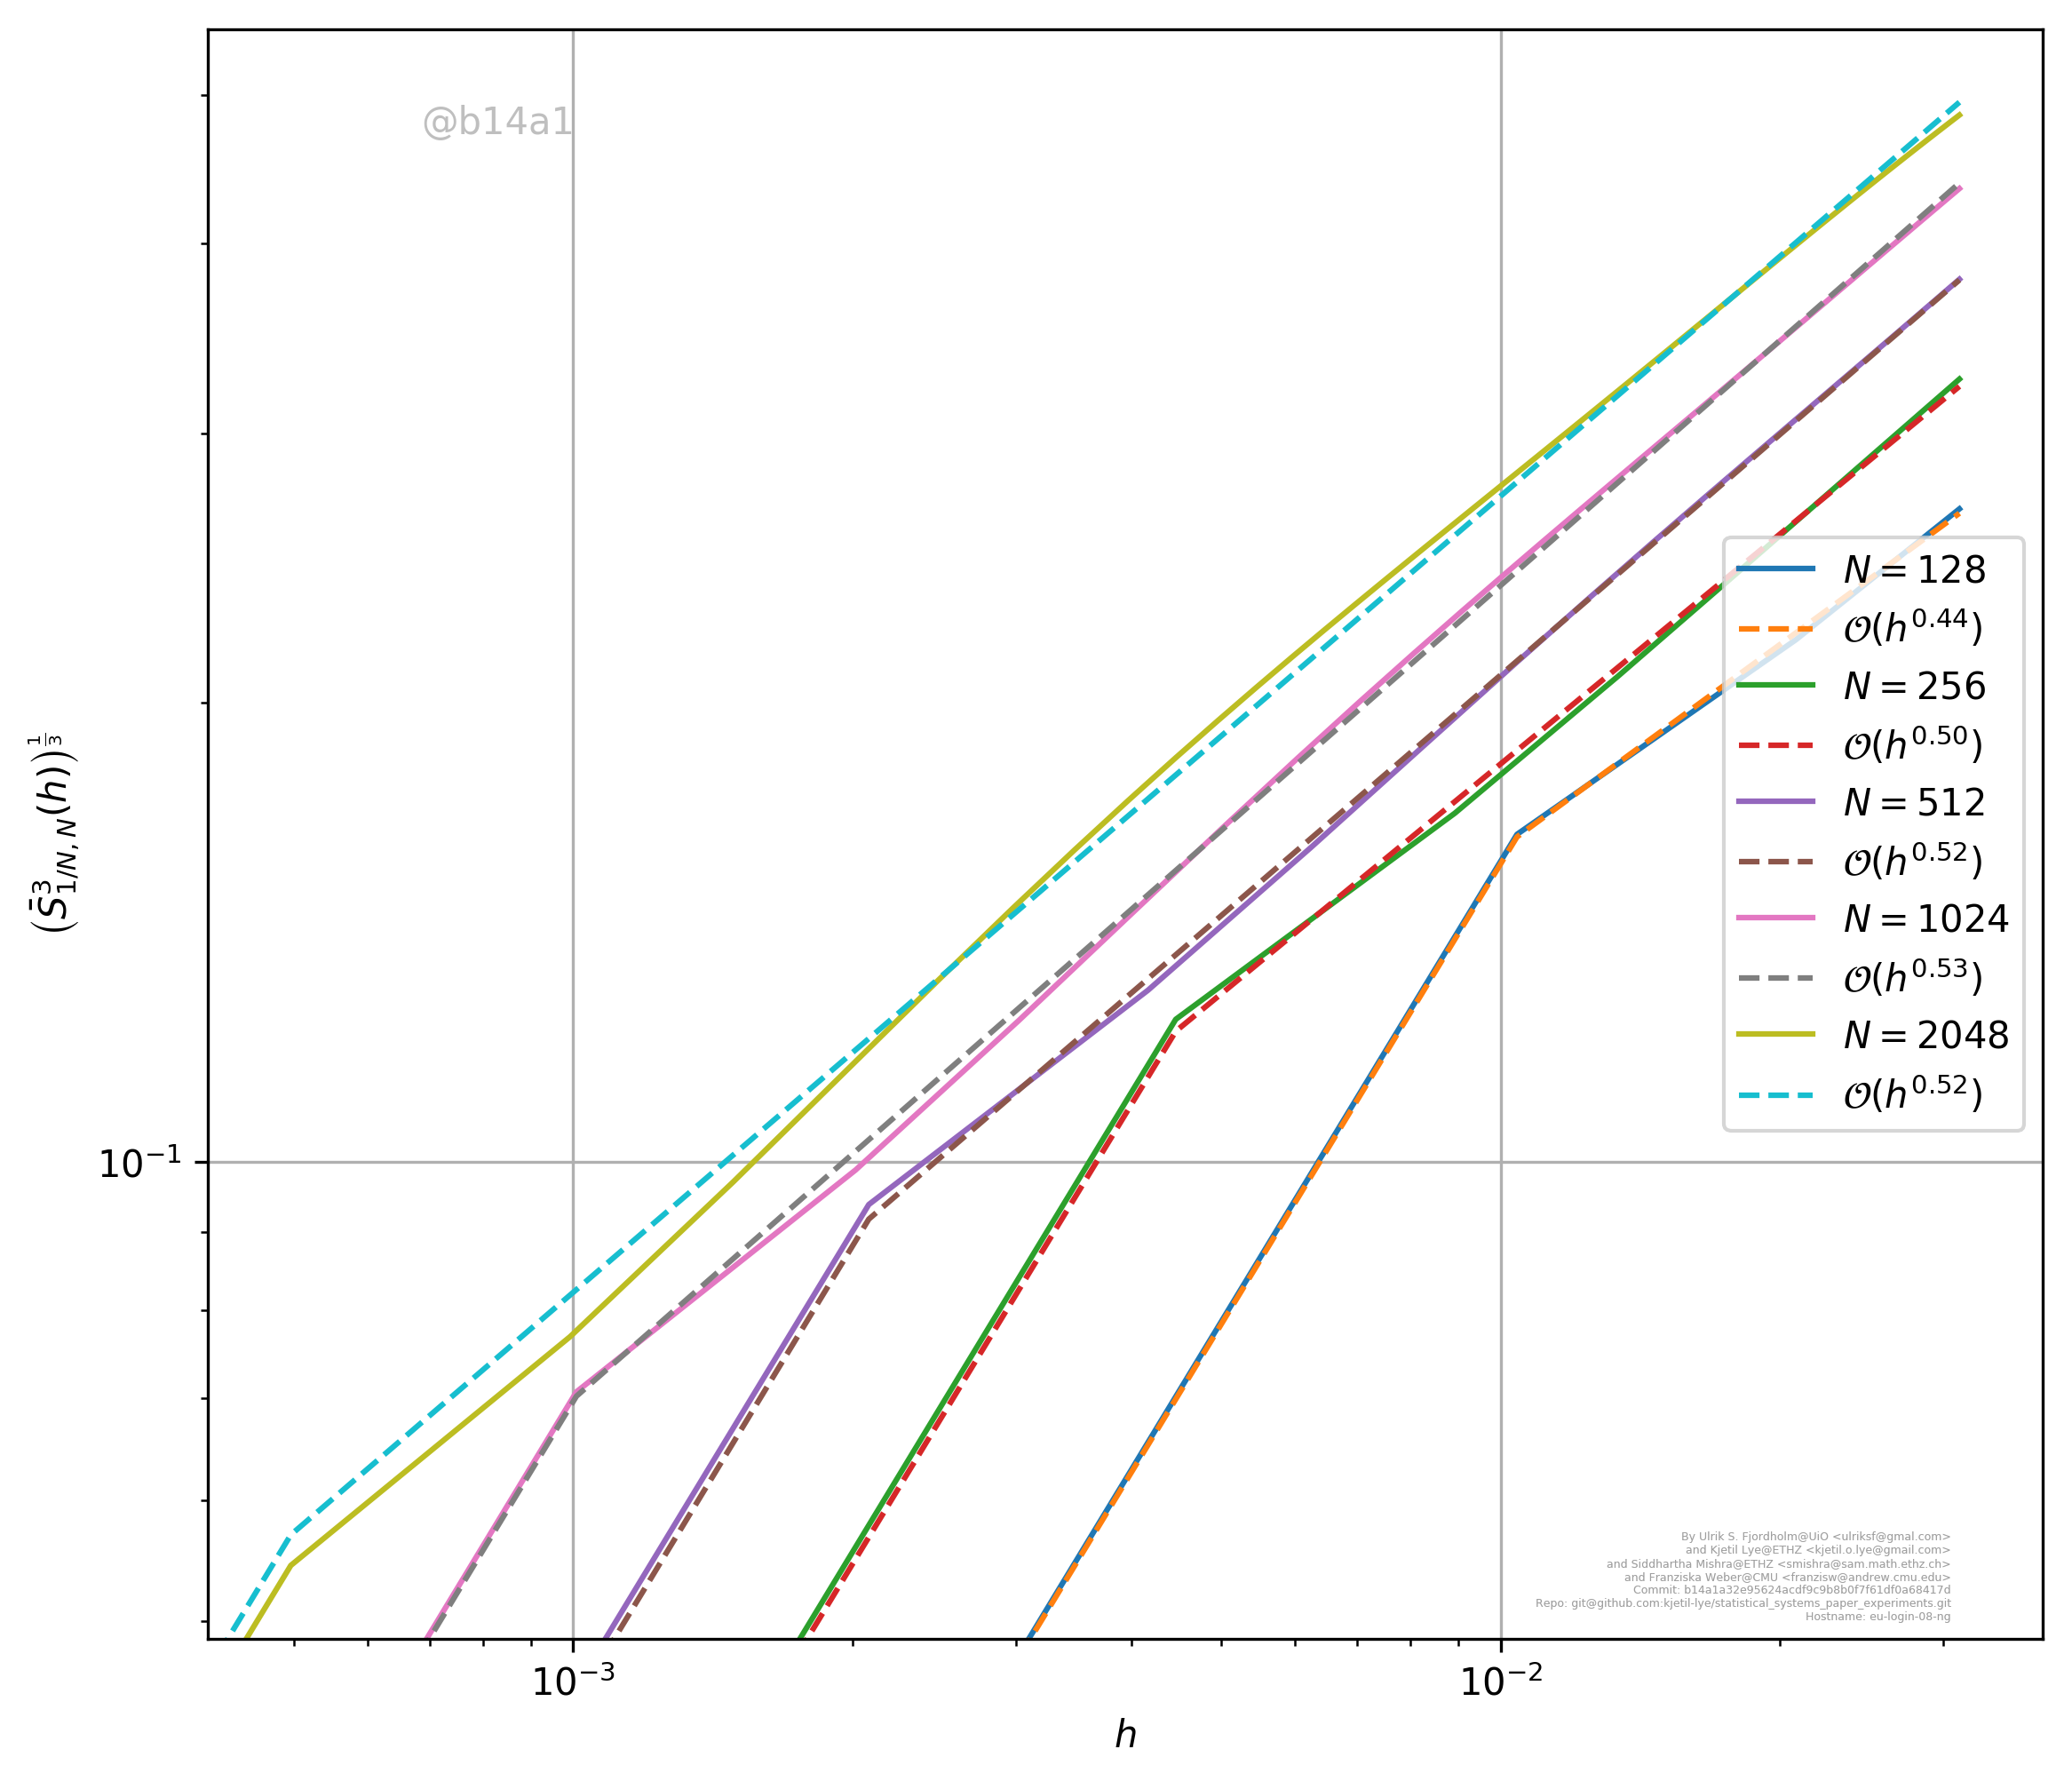 @b14a1
(S̄³₁/N, N(h))^(1/3)
10⁻¹
10⁻³
10⁻²
h
N = 128
𝒪(h^0.44)
N = 256
𝒪(h^0.50)
N = 512
𝒪(h^0.52)
N = 1024
𝒪(h^0.53)
N = 2048
𝒪(h^0.52)
By Ulrik S. Fjordholm@UiO <ulriksf@gmal.com>
and Kjetil Lye@ETHZ <kjetil.o.lye@gmail.com>
and Siddhartha Mishra@ETHZ <smishra@sam.math.ethz.ch>
and Franziska Weber@CMU <franzisw@andrew.cmu.edu>
Commit: b14a1a32e95624acdf9c9b8b0f7f61df0a68417d
Repo: git@github.com:kjetil-lye/statistical_systems_paper_experiments.git
Hostname: eu-login-08-ng